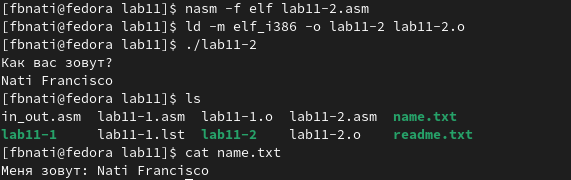 [fbnati@fedora lab11]$ nasm -f elf lab11-2.asm
[fbnati@fedora lab11]$ ld -m elf_i386 -o lab11-2 lab11-2.o
[fbnati@fedora lab11]$ ./lab11-2
Как вас зовут?
Nati Francisco
[fbnati@fedora lab11]$ ls
in_out.asm lab11-1.asm lab11-1.o lab11-2.asm name.txt
lab11-1 lab11-1.lst lab11-2 lab11-2.o readme.txt
[fbnati@fedora lab11]$ cat name.txt
Меня зовут: Nati Francisco